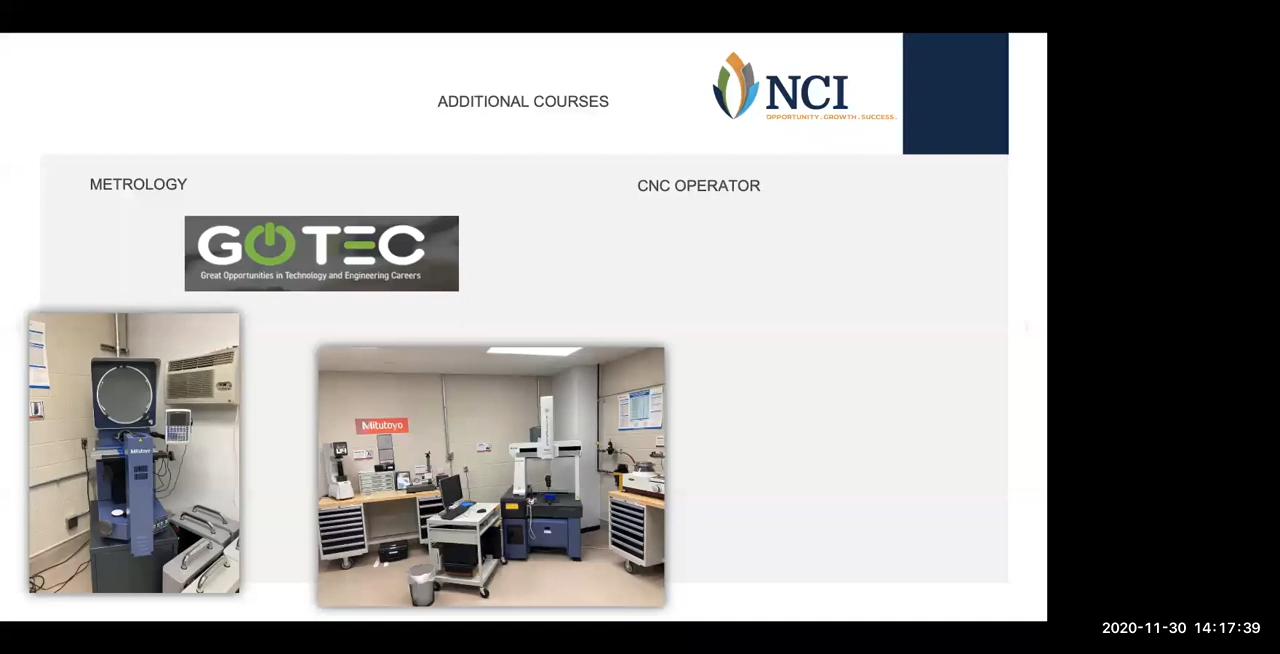 ADDITIONAL COURSES
NCI
OPPORTUNITY. GROWTH. SUCCESS.
METROLOGY
CNC OPERATOR
GOTEC
Great Opportunities in Technology and Engineering Careers
Mitutoyo
Mitutoyo
2020-11-30 14:17:39